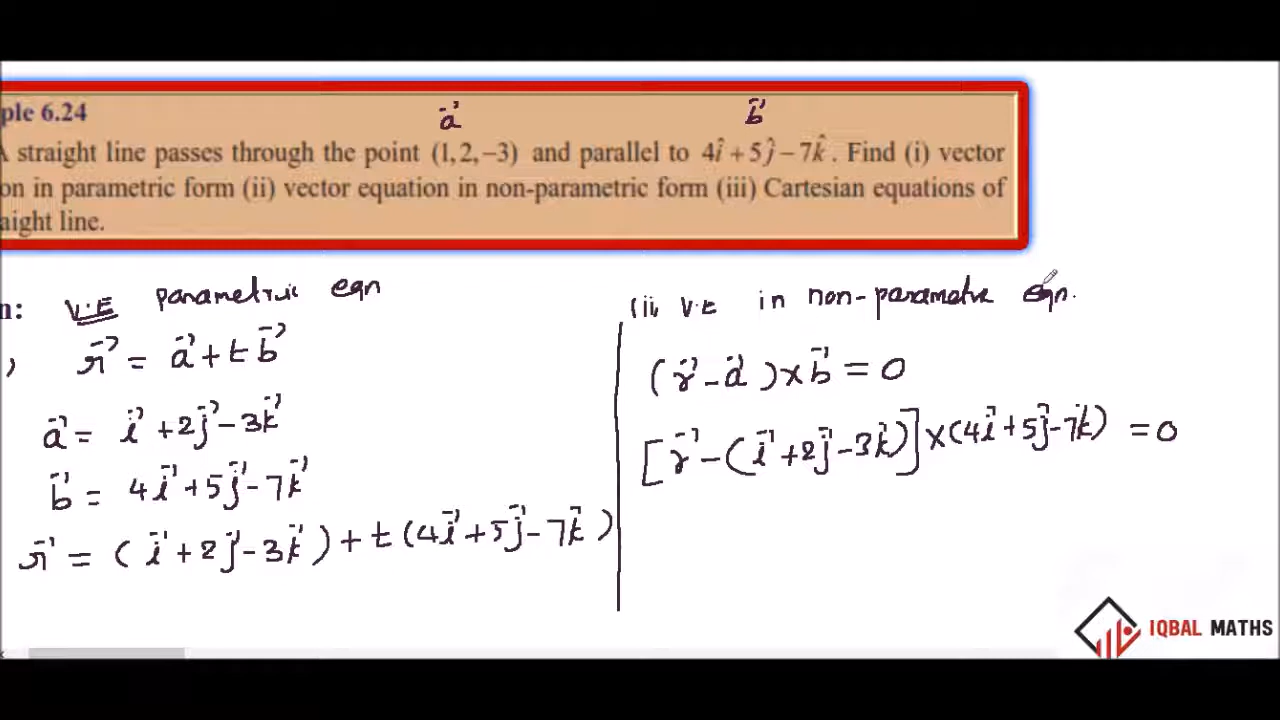 ple 6.24
a⃗
b⃗
A straight line passes through the point (1, 2, −3) and parallel to 4î + 5ĵ − 7k̂. Find (i) vector
on in parametric form (ii) vector equation in non-parametric form (iii) Cartesian equations of
aight line.
n: V.E parametric eqn
) r⃗ = a⃗ + t b⃗
a⃗ = i⃗ + 2j⃗ − 3k⃗
b⃗ = 4i⃗ + 5j⃗ − 7k⃗
r⃗ = (i⃗ + 2j⃗ − 3k⃗) + t (4i⃗ + 5j⃗ − 7k⃗)
(ii) V.E in non-parametric eqn.
(r⃗ − a⃗) × b⃗ = 0
[r⃗ − (i⃗ + 2j⃗ − 3k⃗)] × (4i⃗ + 5j⃗ − 7k⃗) = 0
IQBAL MATHS